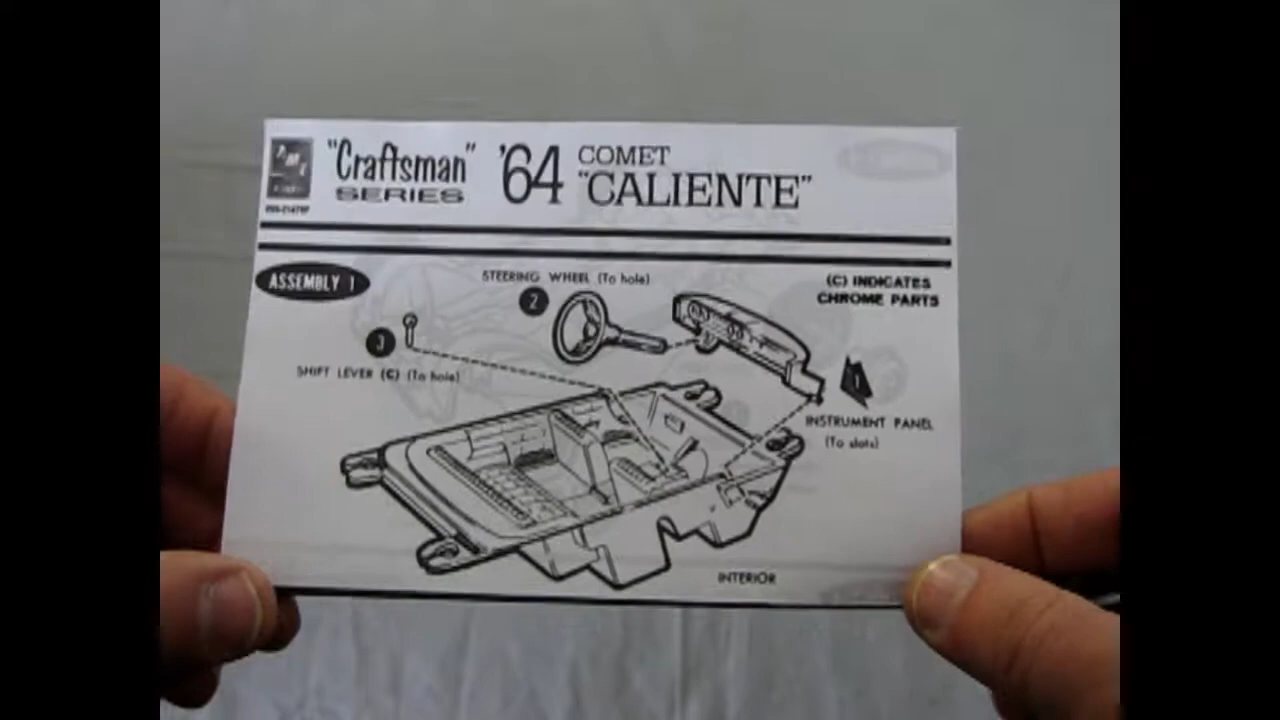 AMT
"Craftsman"
SERIES
'64
COMET
"CALIENTE"
ASSEMBLY 1
STEERING WHEEL (To hole)
2
(C) INDICATES
CHROME PARTS
3
SHIFT LEVER (C) (To hole)
1
INSTRUMENT PANEL
(To slots)
INTERIOR